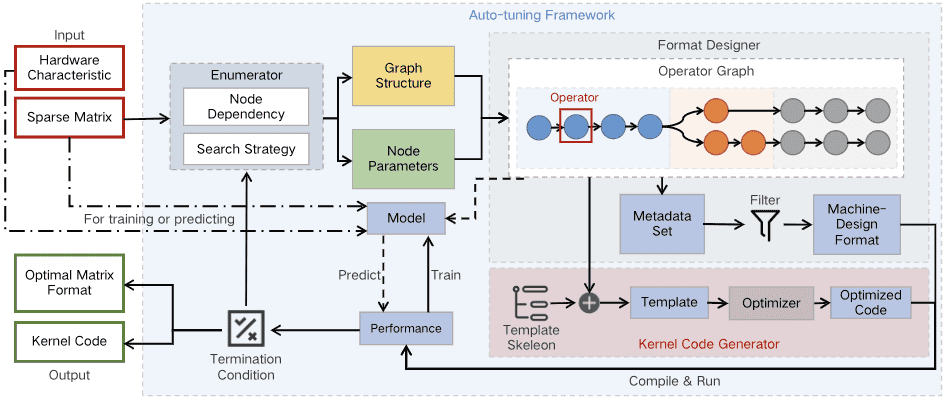 Auto-tuning Framework
Input
Hardware
Characteristic
Sparse Matrix
Enumerator
Node
Dependency
Search Strategy
Graph
Structure
Node
Parameters
Format Designer
Operator Graph
Operator
For training or predicting
Model
Metadata
Set
Filter
Machine-
Design
Format
Predict
Train
Optimal Matrix
Format
Kernel Code
Output
Termination
Condition
Performance
Template
Skeleon
Template
Optimizer
Optimized
Code
Kernel Code Generator
Compile & Run